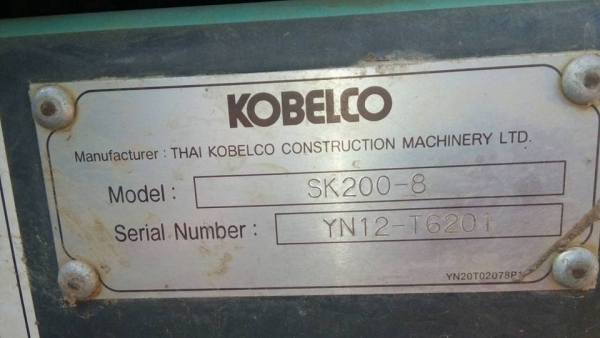 KOBELCO
Manufacturer : THAI KOBELCO CONSTRUCTION MACHINERY LTD.
Model : SK200-8
Serial Number : YN12-T6201